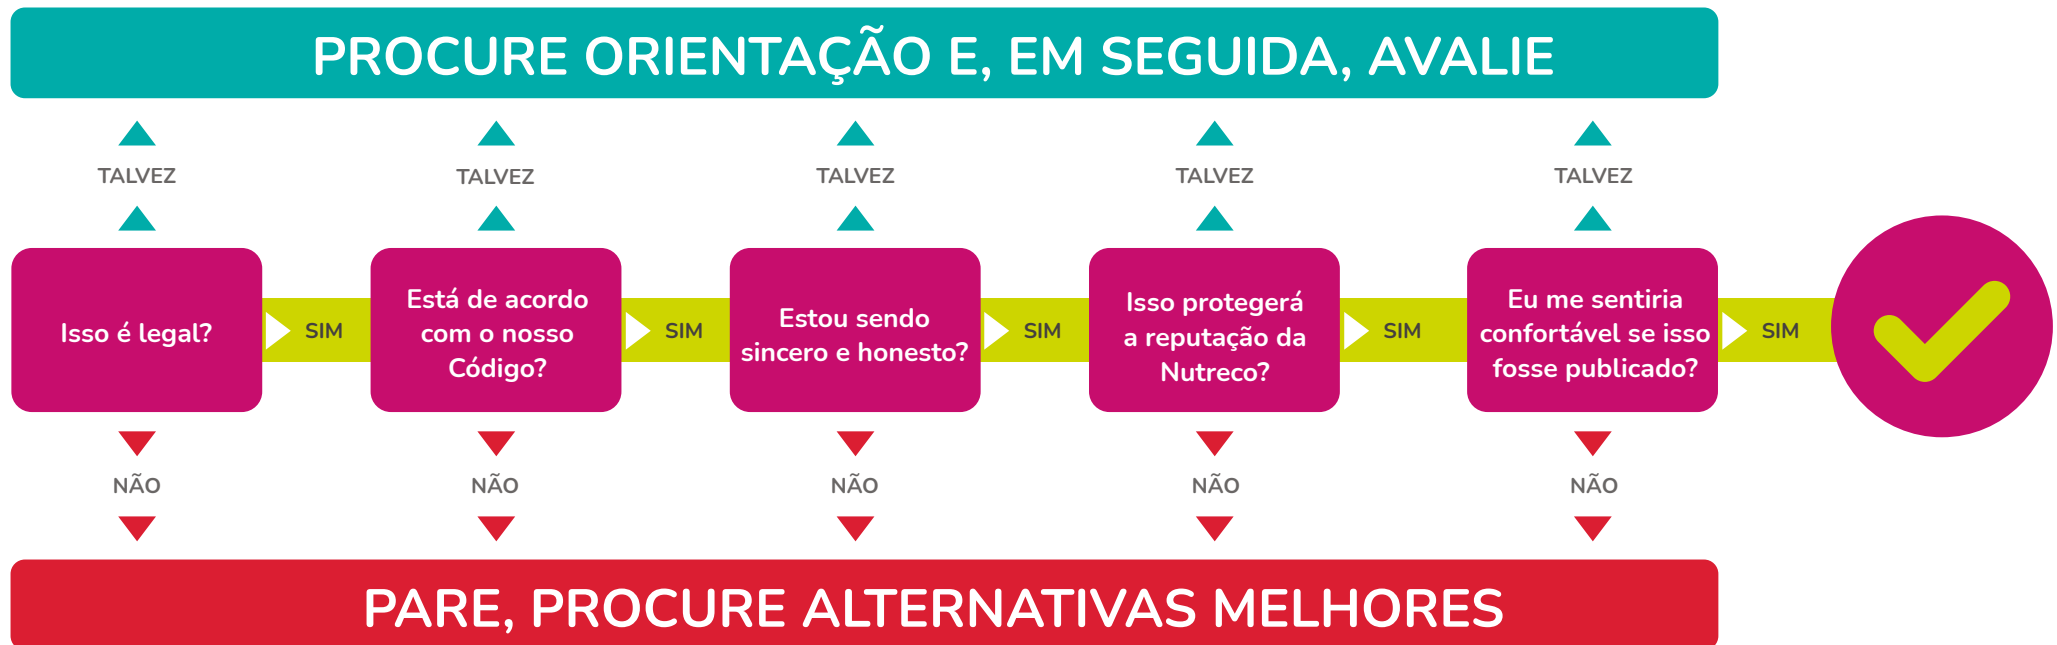 PROCURE ORIENTAÇÃO E, EM SEGUIDA, AVALIE
TALVEZ
TALVEZ
TALVEZ
TALVEZ
TALVEZ
Isso é legal?
SIM
Está de acordo
com o nosso
Código?
SIM
Estou sendo
sincero e honesto?
SIM
Isso protegerá
a reputação da
Nutreco?
SIM
Eu me sentiria
confortável se isso
fosse publicado?
SIM
NÃO
NÃO
NÃO
NÃO
NÃO
PARE, PROCURE ALTERNATIVAS MELHORES